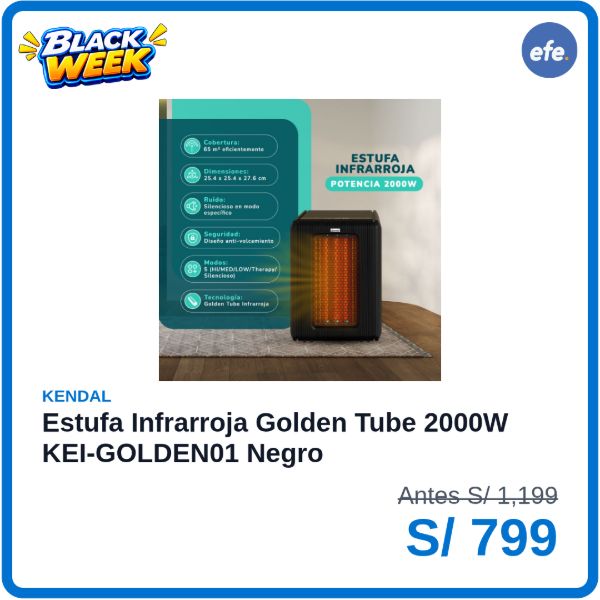 BLACK
WEEK
efe.
Cobertura:
65 m² eficientemente
Dimensiones:
25.4 x 25.4 x 27.6 cm
Ruido:
Silencioso en modo
específico
Seguridad:
Diseño anti-volcamiento
Modos:
5 (HI/MED/LOW/Therapy/
Silencioso)
Tecnología:
Golden Tube Infrarroja
ESTUFA
INFRARROJA
POTENCIA 2000W
KENDAL
Estufa Infrarroja Golden Tube 2000W
KEI-GOLDEN01 Negro
Antes S/ 1,199
S/ 799